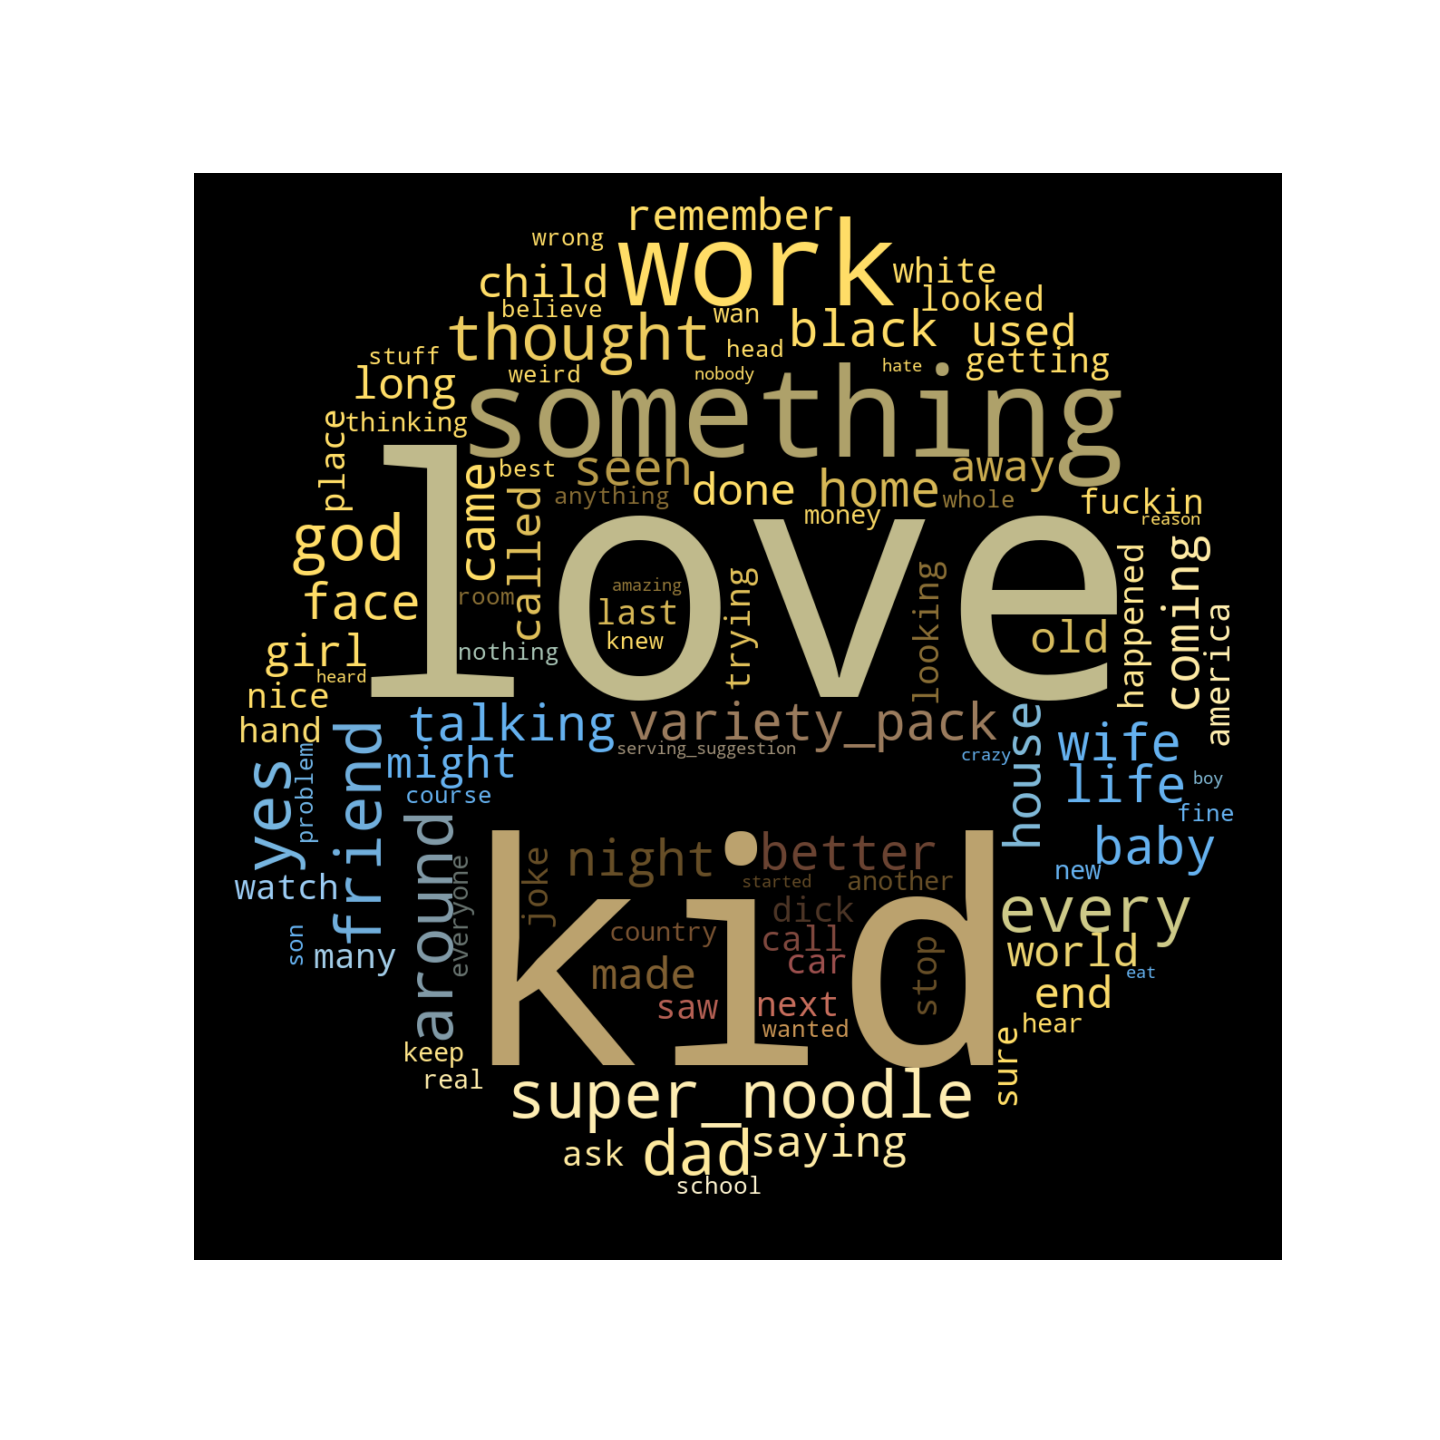 remember
wrong
work
white
child
looked
believe
wan
black
used
thought
head
stuff
getting
hate
weird
nobody
long
something
thinking
place
best
seen
away
came
called
anything
done
home
whole
money
fuckin
reason
god
love
coming
happened
face
room
amazing
last
knew
trying
looking
old
america
girl
nothing
heard
nice
hand
talking
variety_pack
serving_suggestion
house
wife
crazy
life
boy
fine
yes
problem
friend
might
course
around
everyone
baby
new
watch
kid
joke
night
better
started
another
dick
every
son
many
country
call
car
stop
world
eat
made
saw
next
wanted
end
hear
keep
real
sure
super_noodle
ask
dad
saying
school